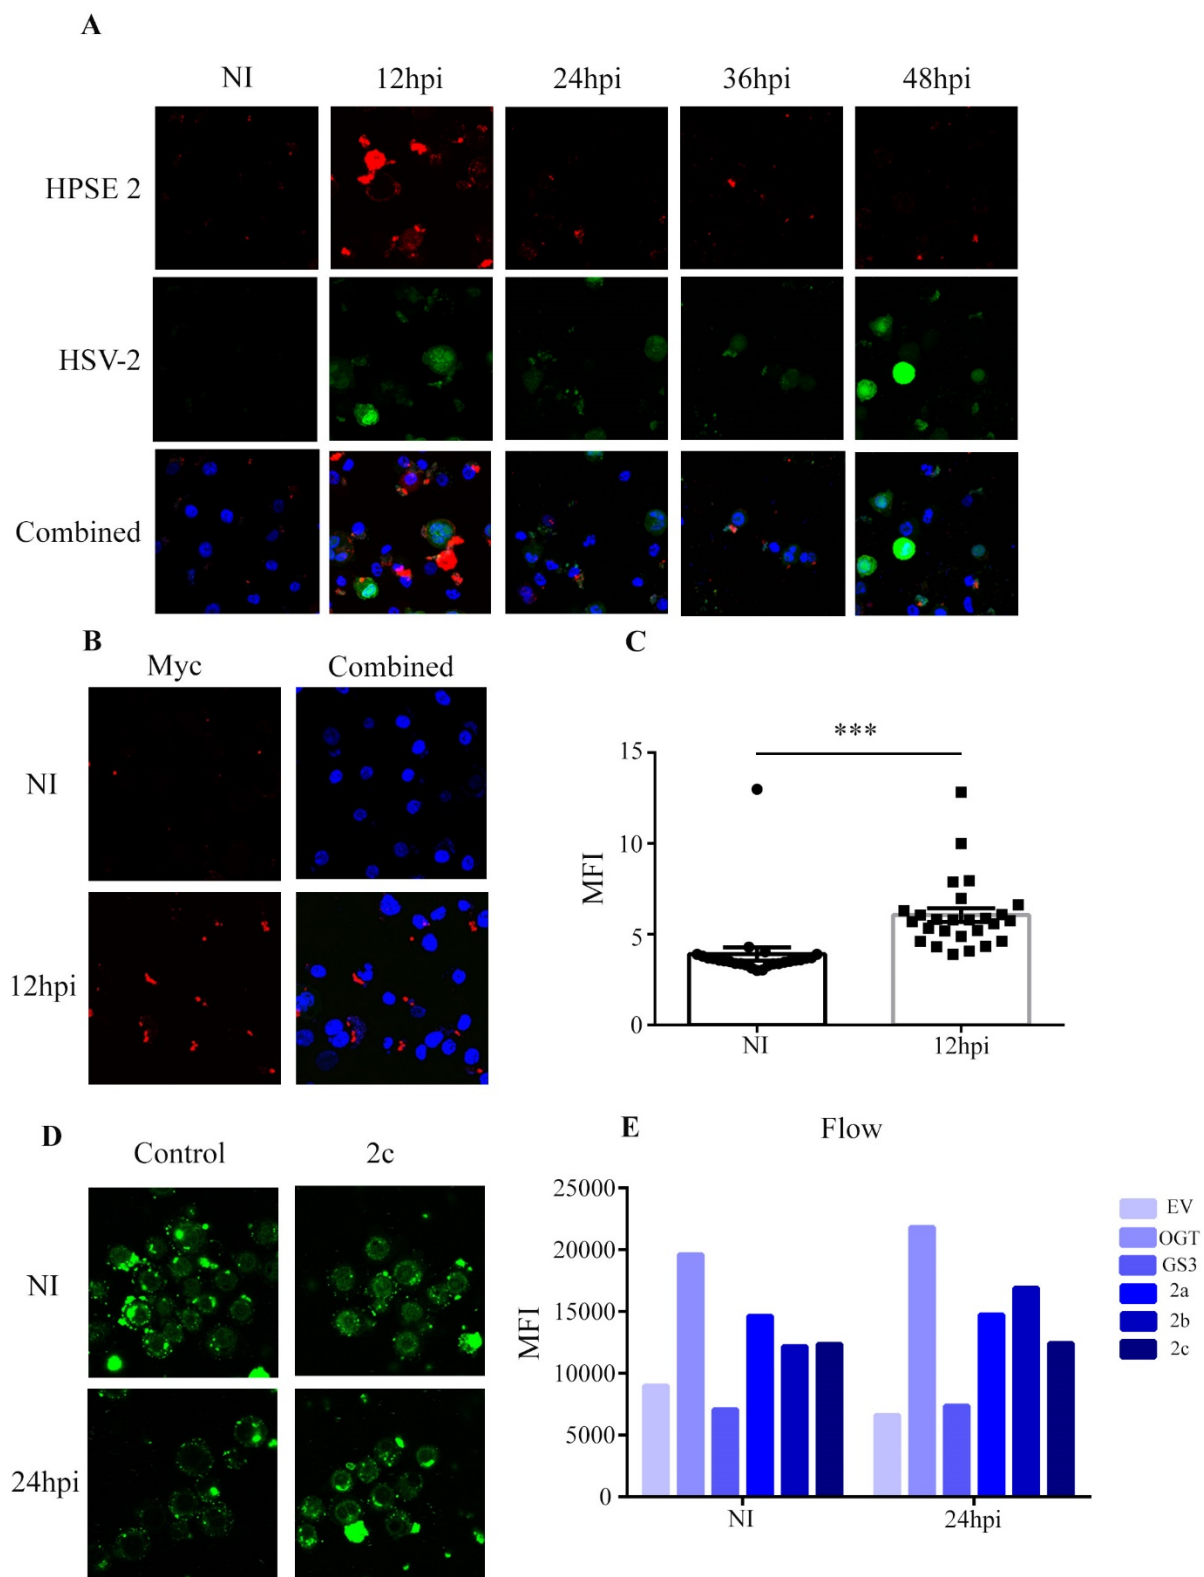 A
NI 12hpi 24hpi 36hpi 48hpi
HPSE 2
HSV-2
Combined
B
Myc Combined
NI
12hpi
C
***
15
10
5
0
MFI
NI 12hpi
D
Control 2c
NI
24hpi
E
Flow
25000
20000
15000
10000
5000
0
MFI
NI 24hpi
EV
OGT
GS3
2a
2b
2c